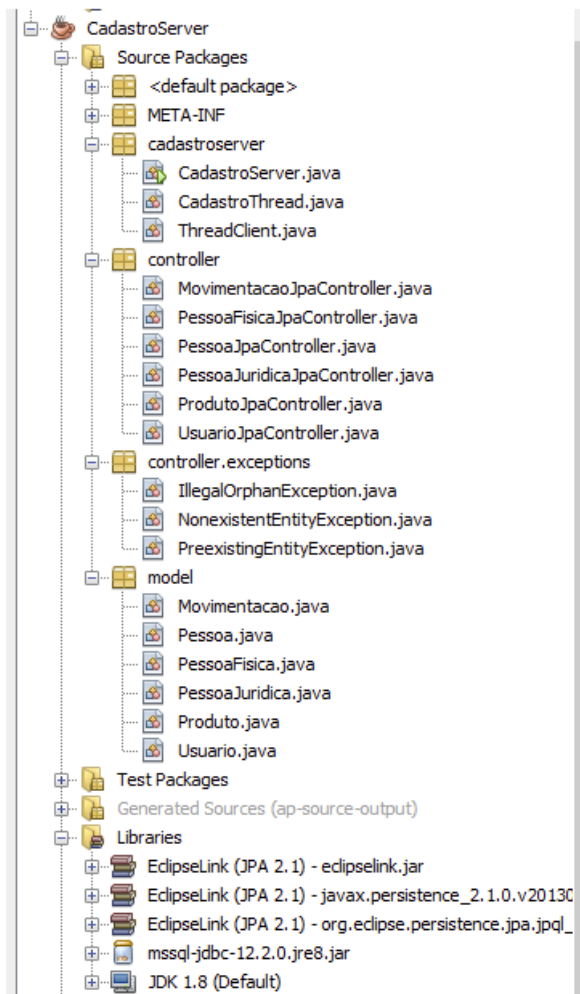 CadastroServer
Source Packages
<default package>
META-INF
cadastroserver
CadastroServer.java
CadastroThread.java
ThreadClient.java
controller
MovimentacaoJpaController.java
PessoaFisicaJpaController.java
PessoaJpaController.java
PessoaJuridicaJpaController.java
ProdutoJpaController.java
UsuarioJpaController.java
controller.exceptions
IllegalOrphanException.java
NonexistentEntityException.java
PreexistingEntityException.java
model
Movimentacao.java
Pessoa.java
PessoaFisica.java
PessoaJuridica.java
Produto.java
Usuario.java
Test Packages
Generated Sources (ap-source-output)
Libraries
EclipseLink (JPA 2.1) - eclipselink.jar
EclipseLink (JPA 2.1) - javax.persistence_2.1.0.v20130
EclipseLink (JPA 2.1) - org.eclipse.persistence.jpa.jpql_
mssql-jdbc-12.2.0.jre8.jar
JDK 1.8 (Default)